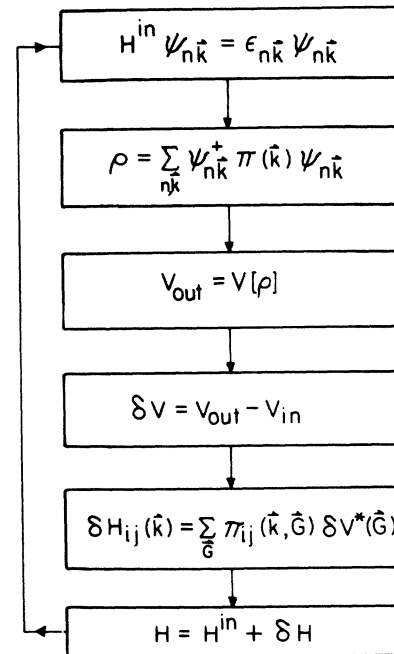 H^in ψ_nk⃗ = ε_nk⃗ ψ_nk⃗
ρ = Σ_nk⃗ ψ^+_nk⃗ π(k⃗) ψ_nk⃗
V_out = V[ρ]
δV = V_out − V_in
δH_ij(k⃗) = Σ_G⃗ π_ij(k⃗,G⃗) δV*(G⃗)
H = H^in + δH